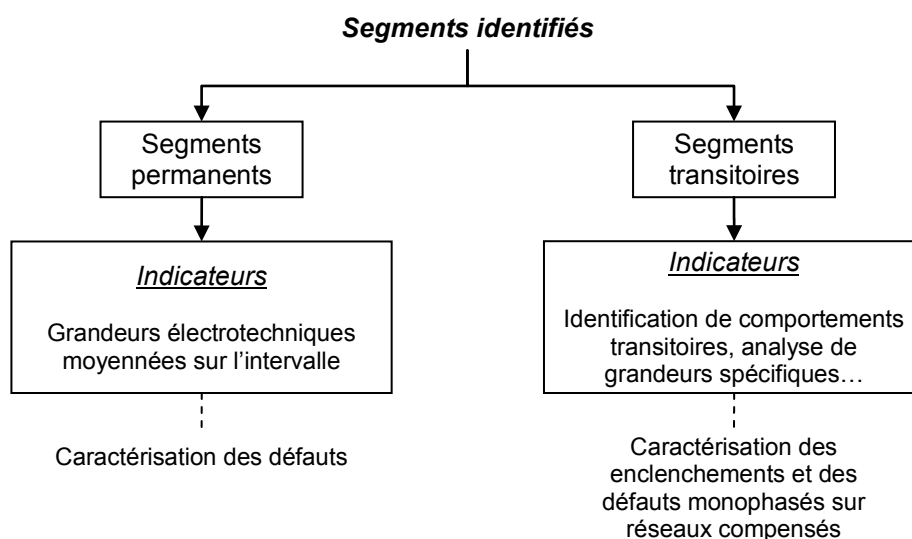 Segments identifiés
Segments
permanents
Segments
transitoires
Indicateurs
Grandeurs électrotechniques
moyennées sur l'intervalle
Indicateurs
Identification de comportements
transitoires, analyse de
grandeurs spécifiques…
Caractérisation des défauts
Caractérisation des
enclenchements et des
défauts monophasés sur
réseaux compensés